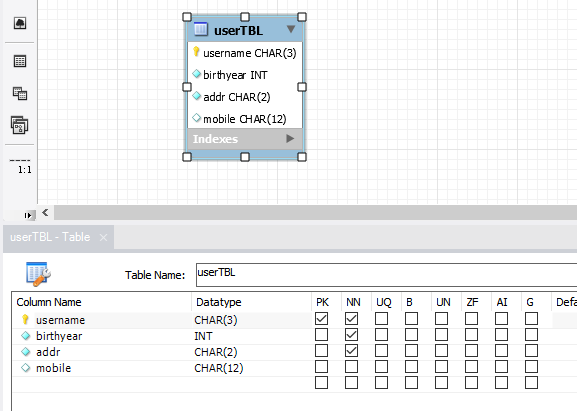 userTBL
username CHAR(3)
birthyear INT
addr CHAR(2)
mobile CHAR(12)
Indexes
1:1
userTBL - Table
Table Name: userTBL
Column Name Datatype PK NN UQ B UN ZF AI G Defa
username CHAR(3)
birthyear INT
addr CHAR(2)
mobile CHAR(12)